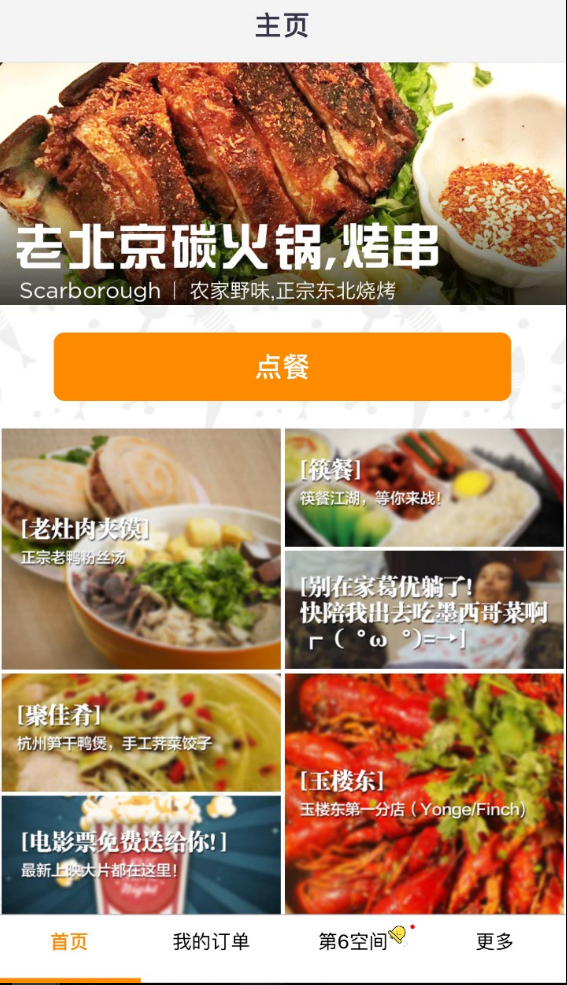 主页
老北京碳火锅,烤串
Scarborough | 农家野味,正宗东北烧烤
点餐
[老灶肉夹馍]
正宗老鸭粉丝汤
[筷餐]
筷餐江湖，等你来战！
[别在家葛优躺了!
快陪我出去吃墨西哥菜啊
┏ (゜ω゜)=→]
[聚佳肴]
杭州笋干鸭煲，手工荠菜饺子
[电影票免费送给你!]
最新上映大片都在这里！
[玉楼东]
玉楼东第一分店（Yonge/Finch)
首页
我的订单
第6空间
更多